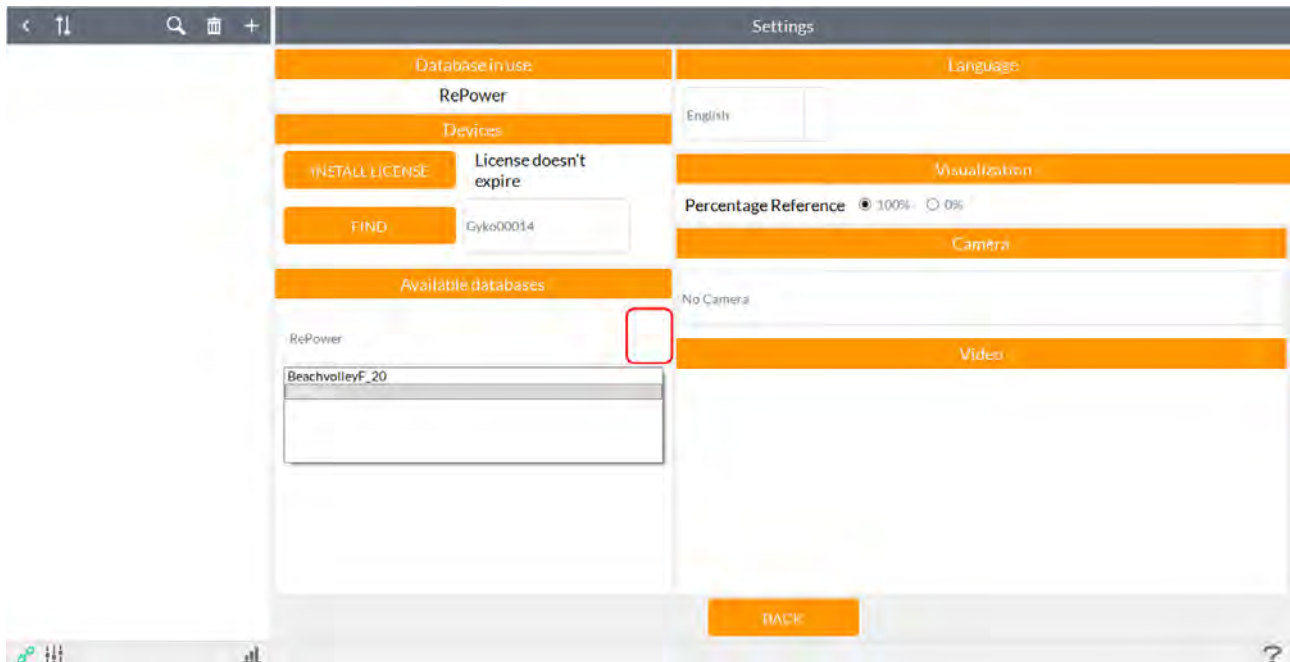 Settings
Database in use
RePower
Devices
INSTALL LICENSE
License doesn't
expire
FIND
Gyko00014
Available databases
RePower
BeachvolleyF_20
Language
English
Visualization
Percentage Reference 100% 0%
Camera
No Camera
Video
BACK
?